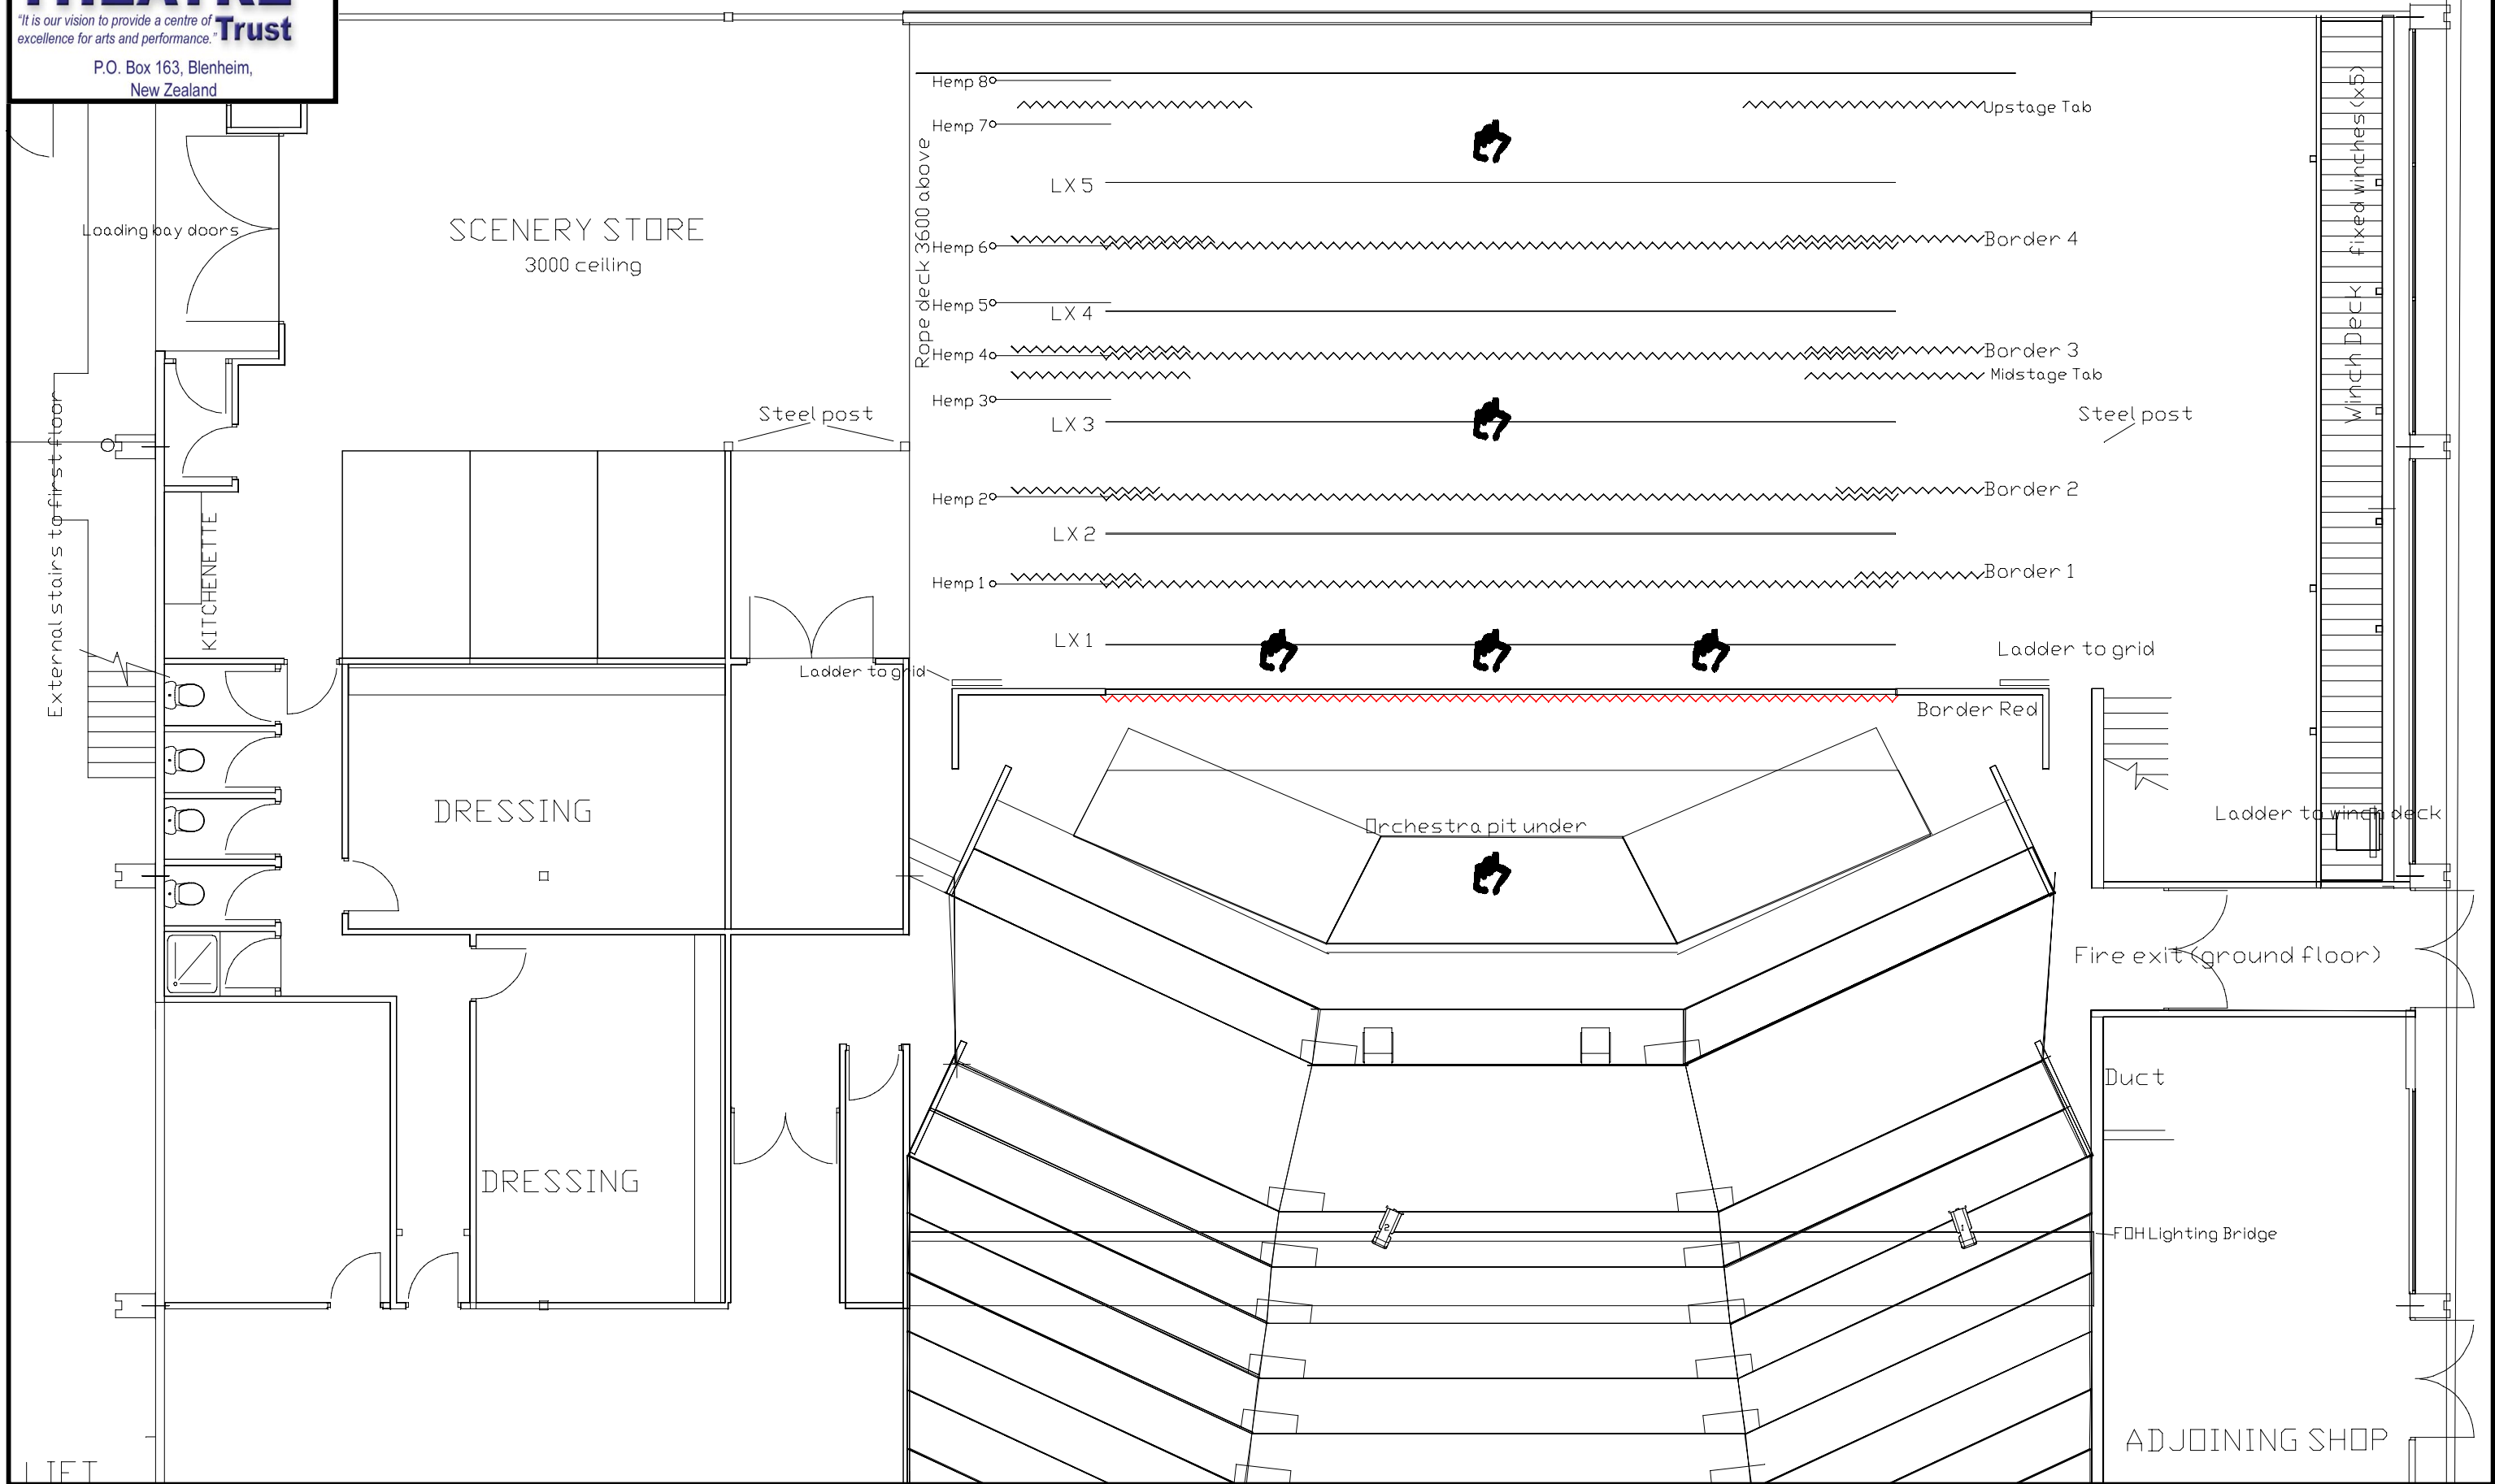 THEATRE
"It is our vision to provide a centre of
excellence for arts and performance." Trust
P.O. Box 163, Blenheim,
New Zealand
Hemp 8
Upstage Tab
Hemp 7
LX 5
Loading bay doors
SCENERY STORE
3000 ceiling
Rope deck 3600 above
Hemp 6
Border 4
Hemp 5
LX 4
Hemp 4
Border 3
Midstage Tab
Hemp 3
LX 3
Steel post
Steel post
Winch Deck fixed winches (x5)
External stairs to first floor
KITCHENETTE
Hemp 2
Border 2
LX 2
Hemp 1
Border 1
LX 1
Ladder to grid
Ladder to grid
Border Red
DRESSING
Orchestra pit under
Ladder to winch deck
Fire exit (ground floor)
Duct
DRESSING
2
1
FOH Lighting Bridge
ADJOINING SHOP
LIFT